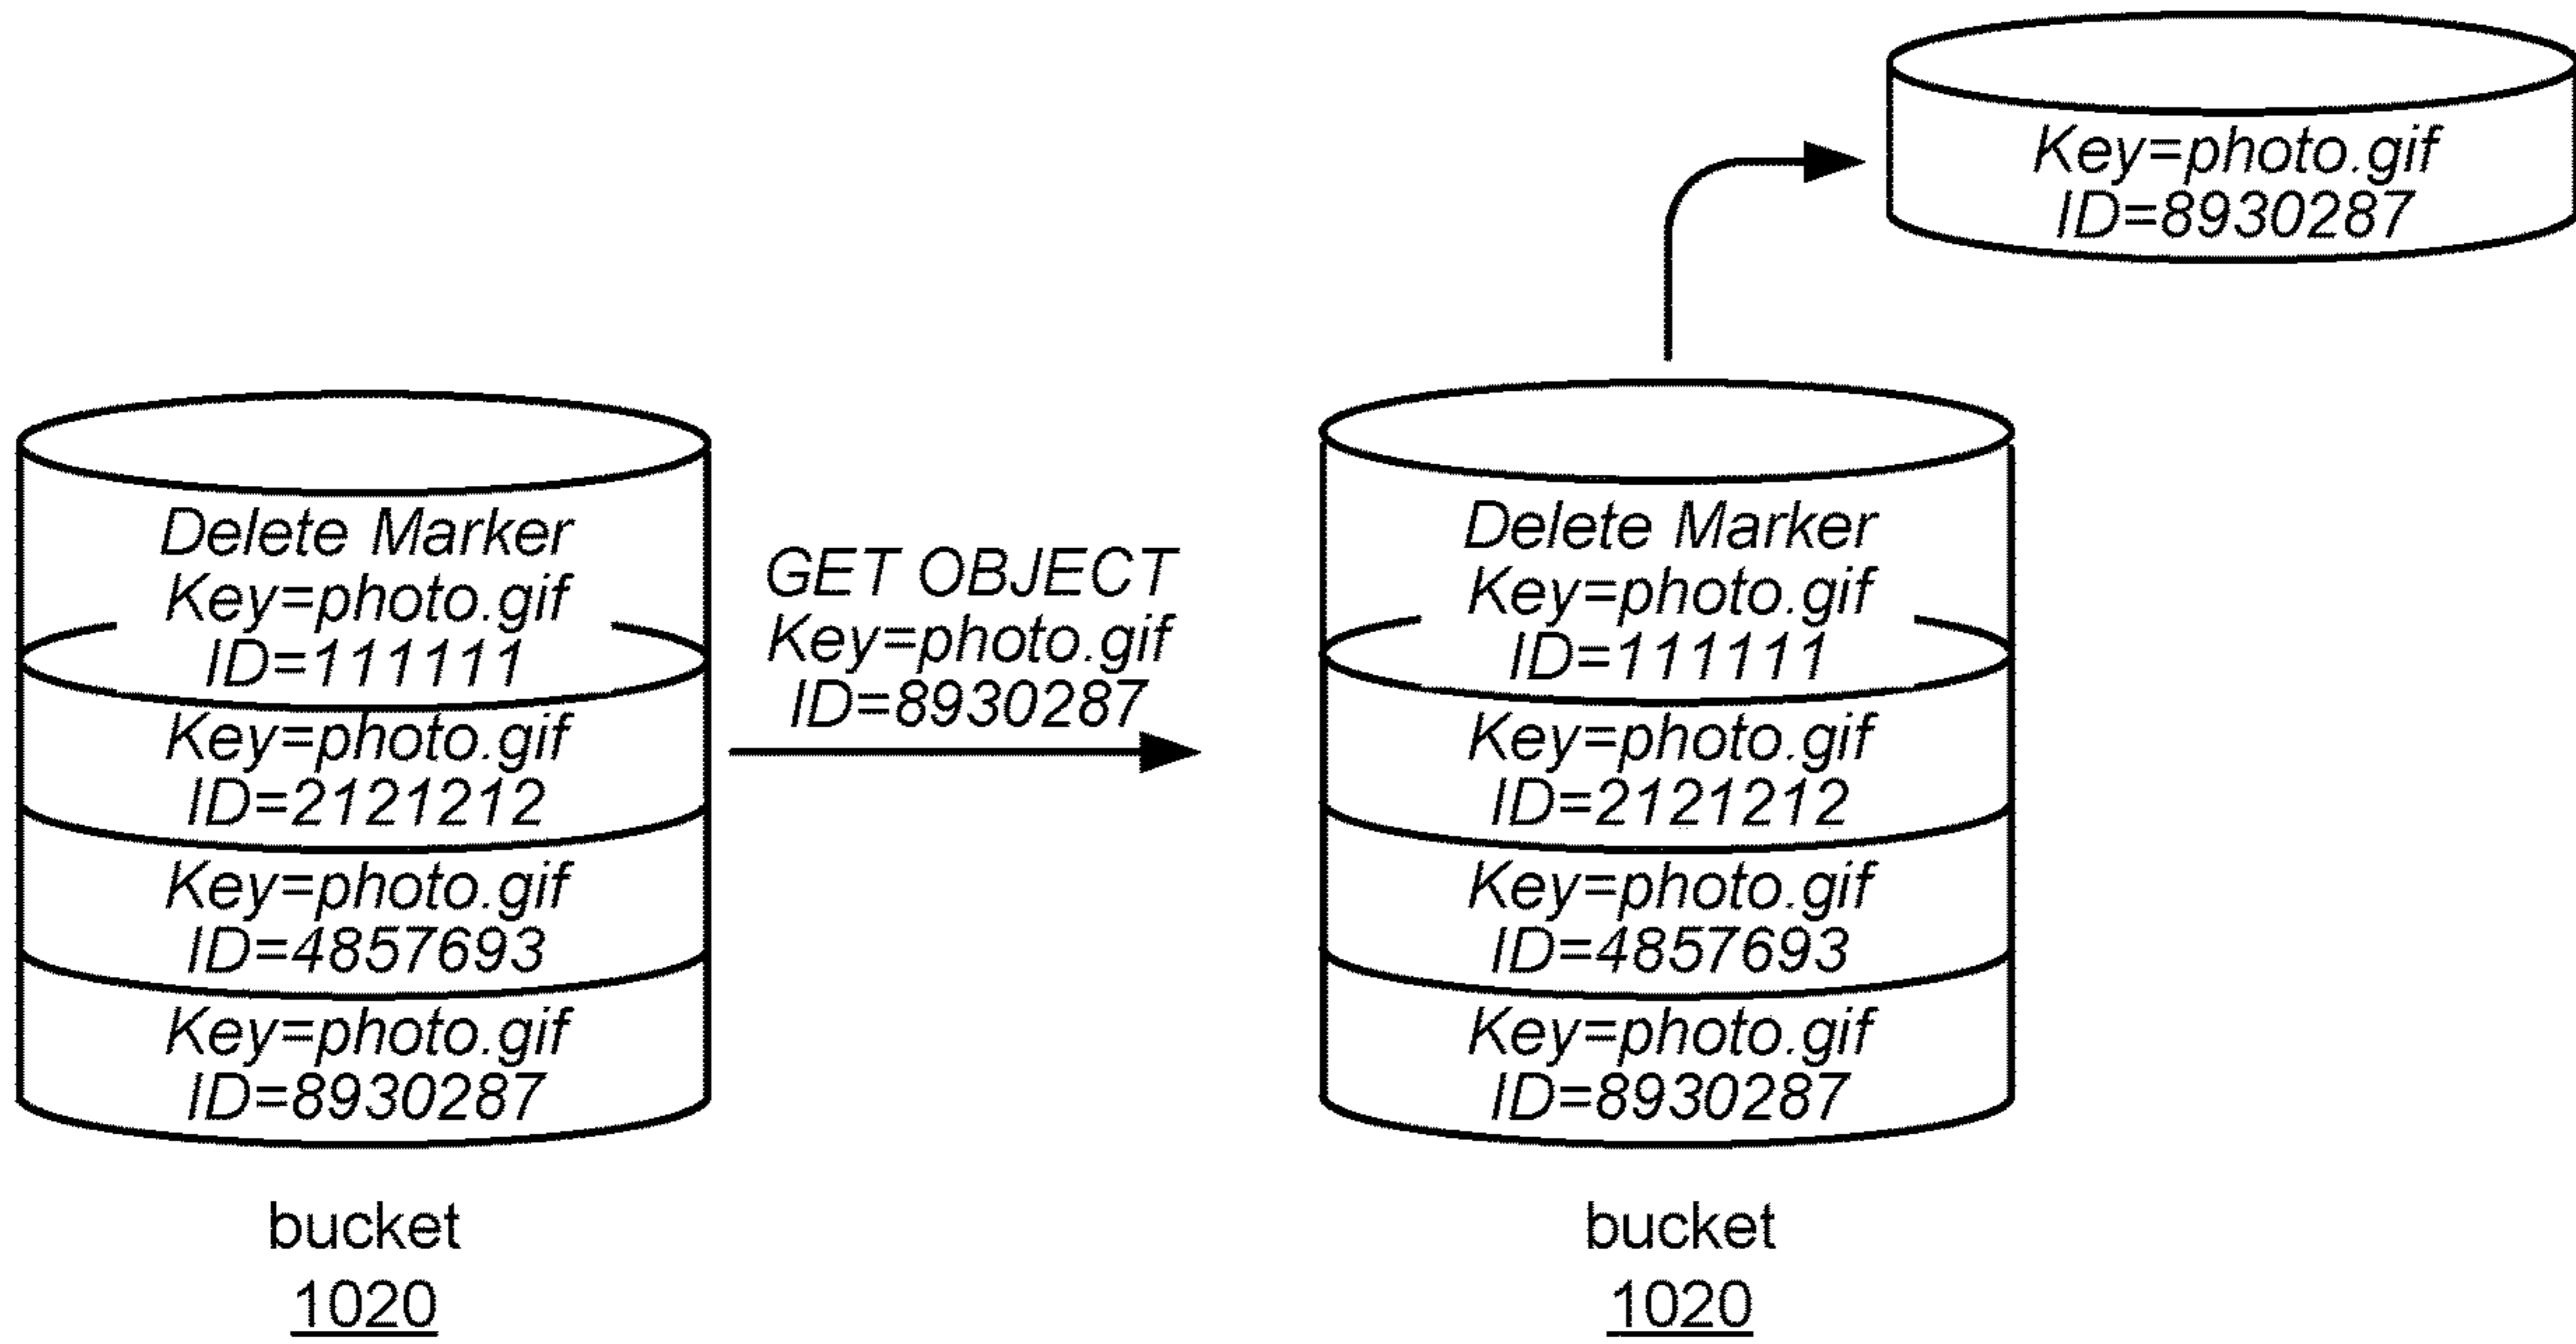 Key=photo.gif
ID=8930287
Delete Marker
Key=photo.gif
ID=111111
Key=photo.gif
ID=2121212
Key=photo.gif
ID=4857693
Key=photo.gif
ID=8930287
bucket
1020
GET OBJECT
Key=photo.gif
ID=8930287
Delete Marker
Key=photo.gif
ID=111111
Key=photo.gif
ID=2121212
Key=photo.gif
ID=4857693
Key=photo.gif
ID=8930287
bucket
1020